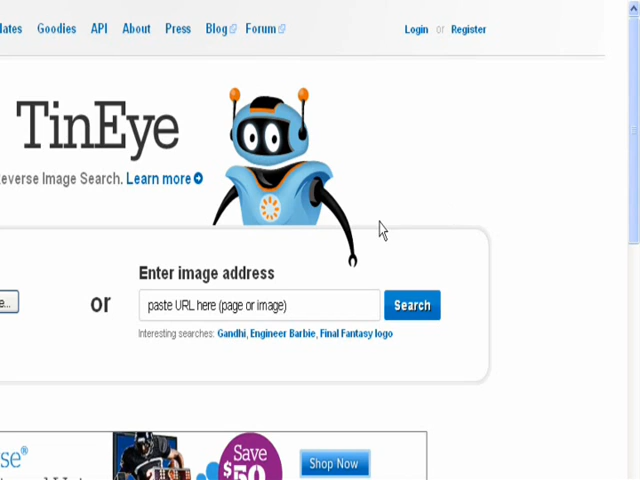 lates Goodies API About Press Blog Forum Login or Register
TinEye
everse Image Search. Learn more
Enter image address
e... or paste URL here (page or image) Search
Interesting searches: Gandhi, Engineer Barbie, Final Fantasy logo
se® Save
$50 Shop Now